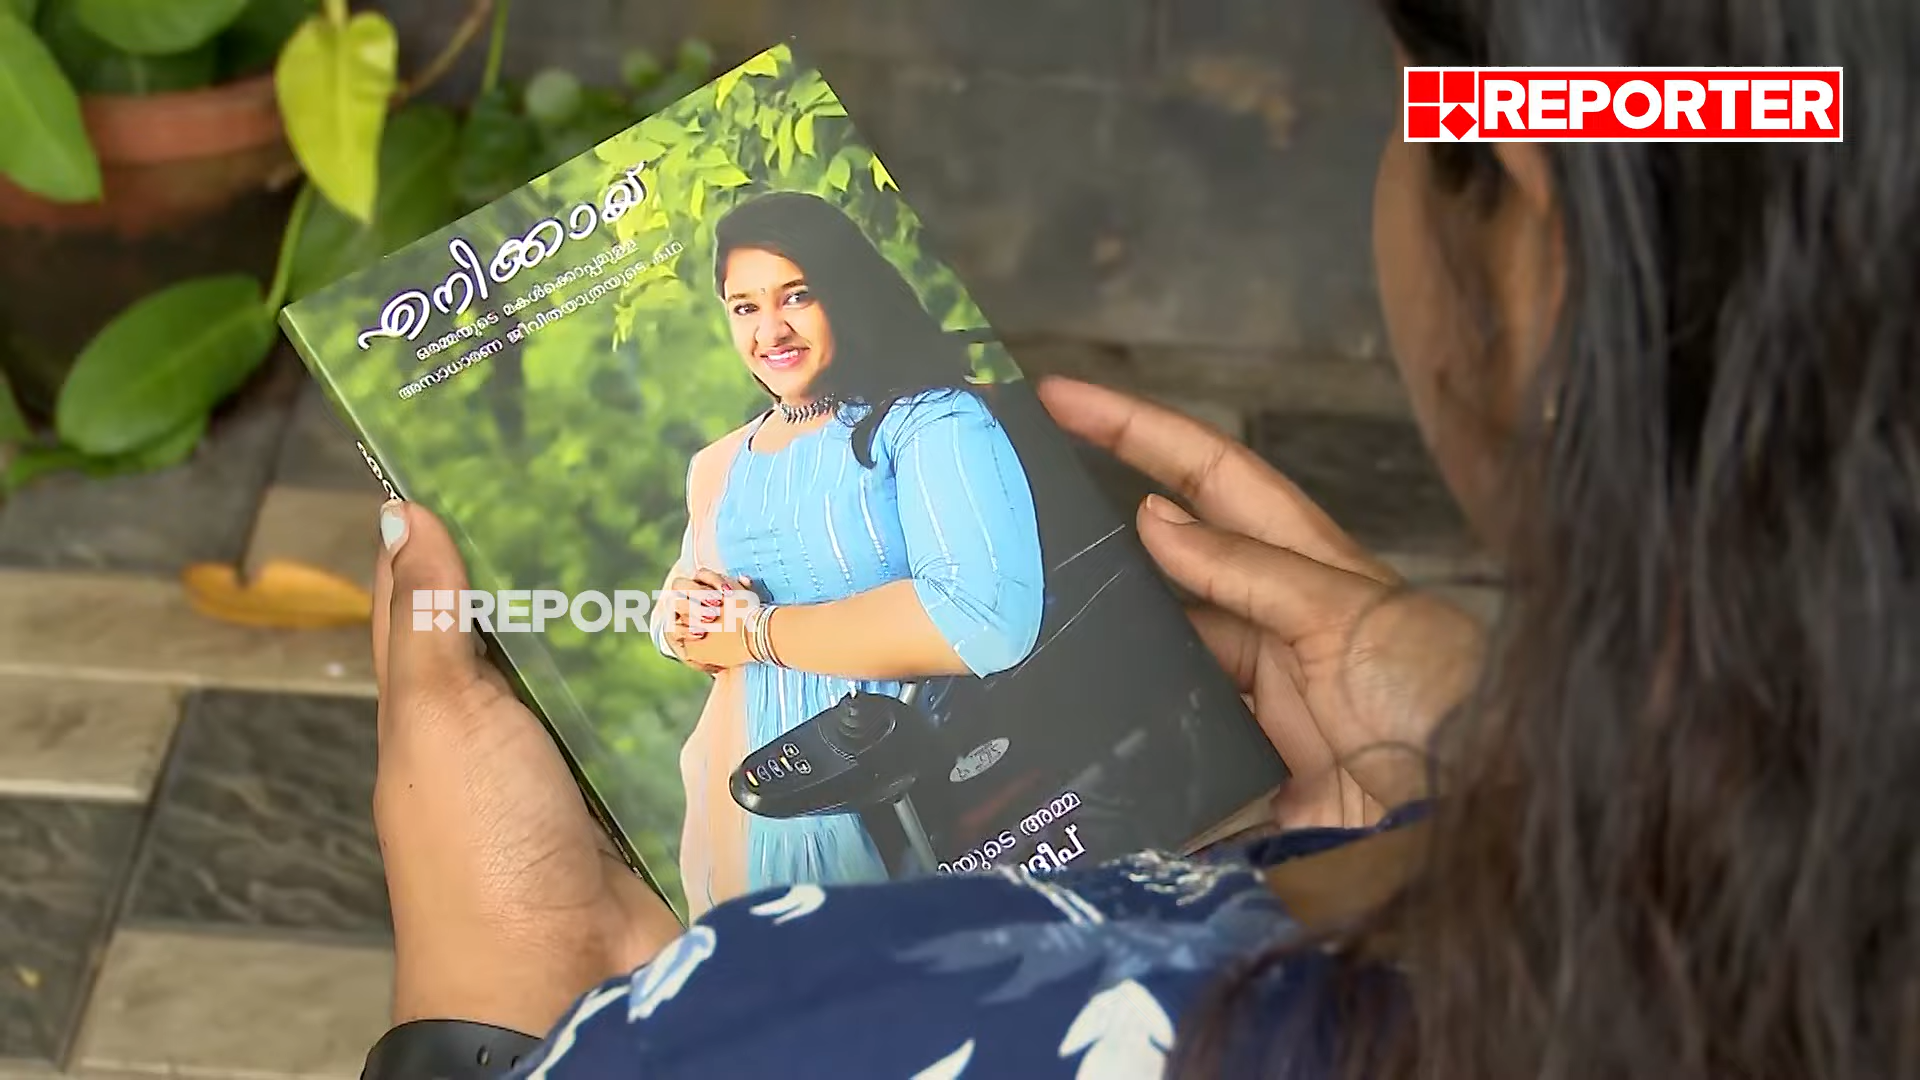 REPORTER
എനിക്കായ്
ഒരമ്മയുടെ മകൾക്കൊപ്പമുള്ള
അസാധാരണ ജീവിതയാത്രയുടെ കഥ
REPORTER
യുടെ അമ്മ